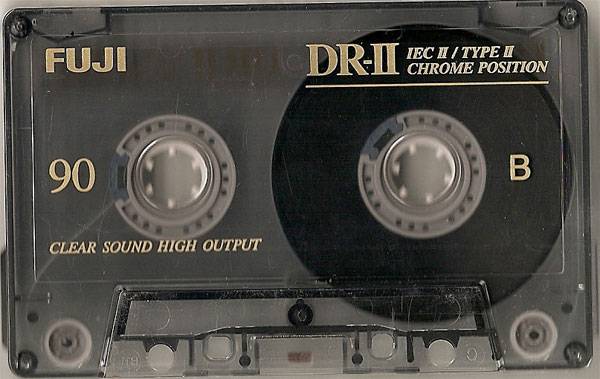 FUJI
DR-II
IEC II / TYPE II
CHROME POSITION
90
B
CLEAR SOUND HIGH OUTPUT